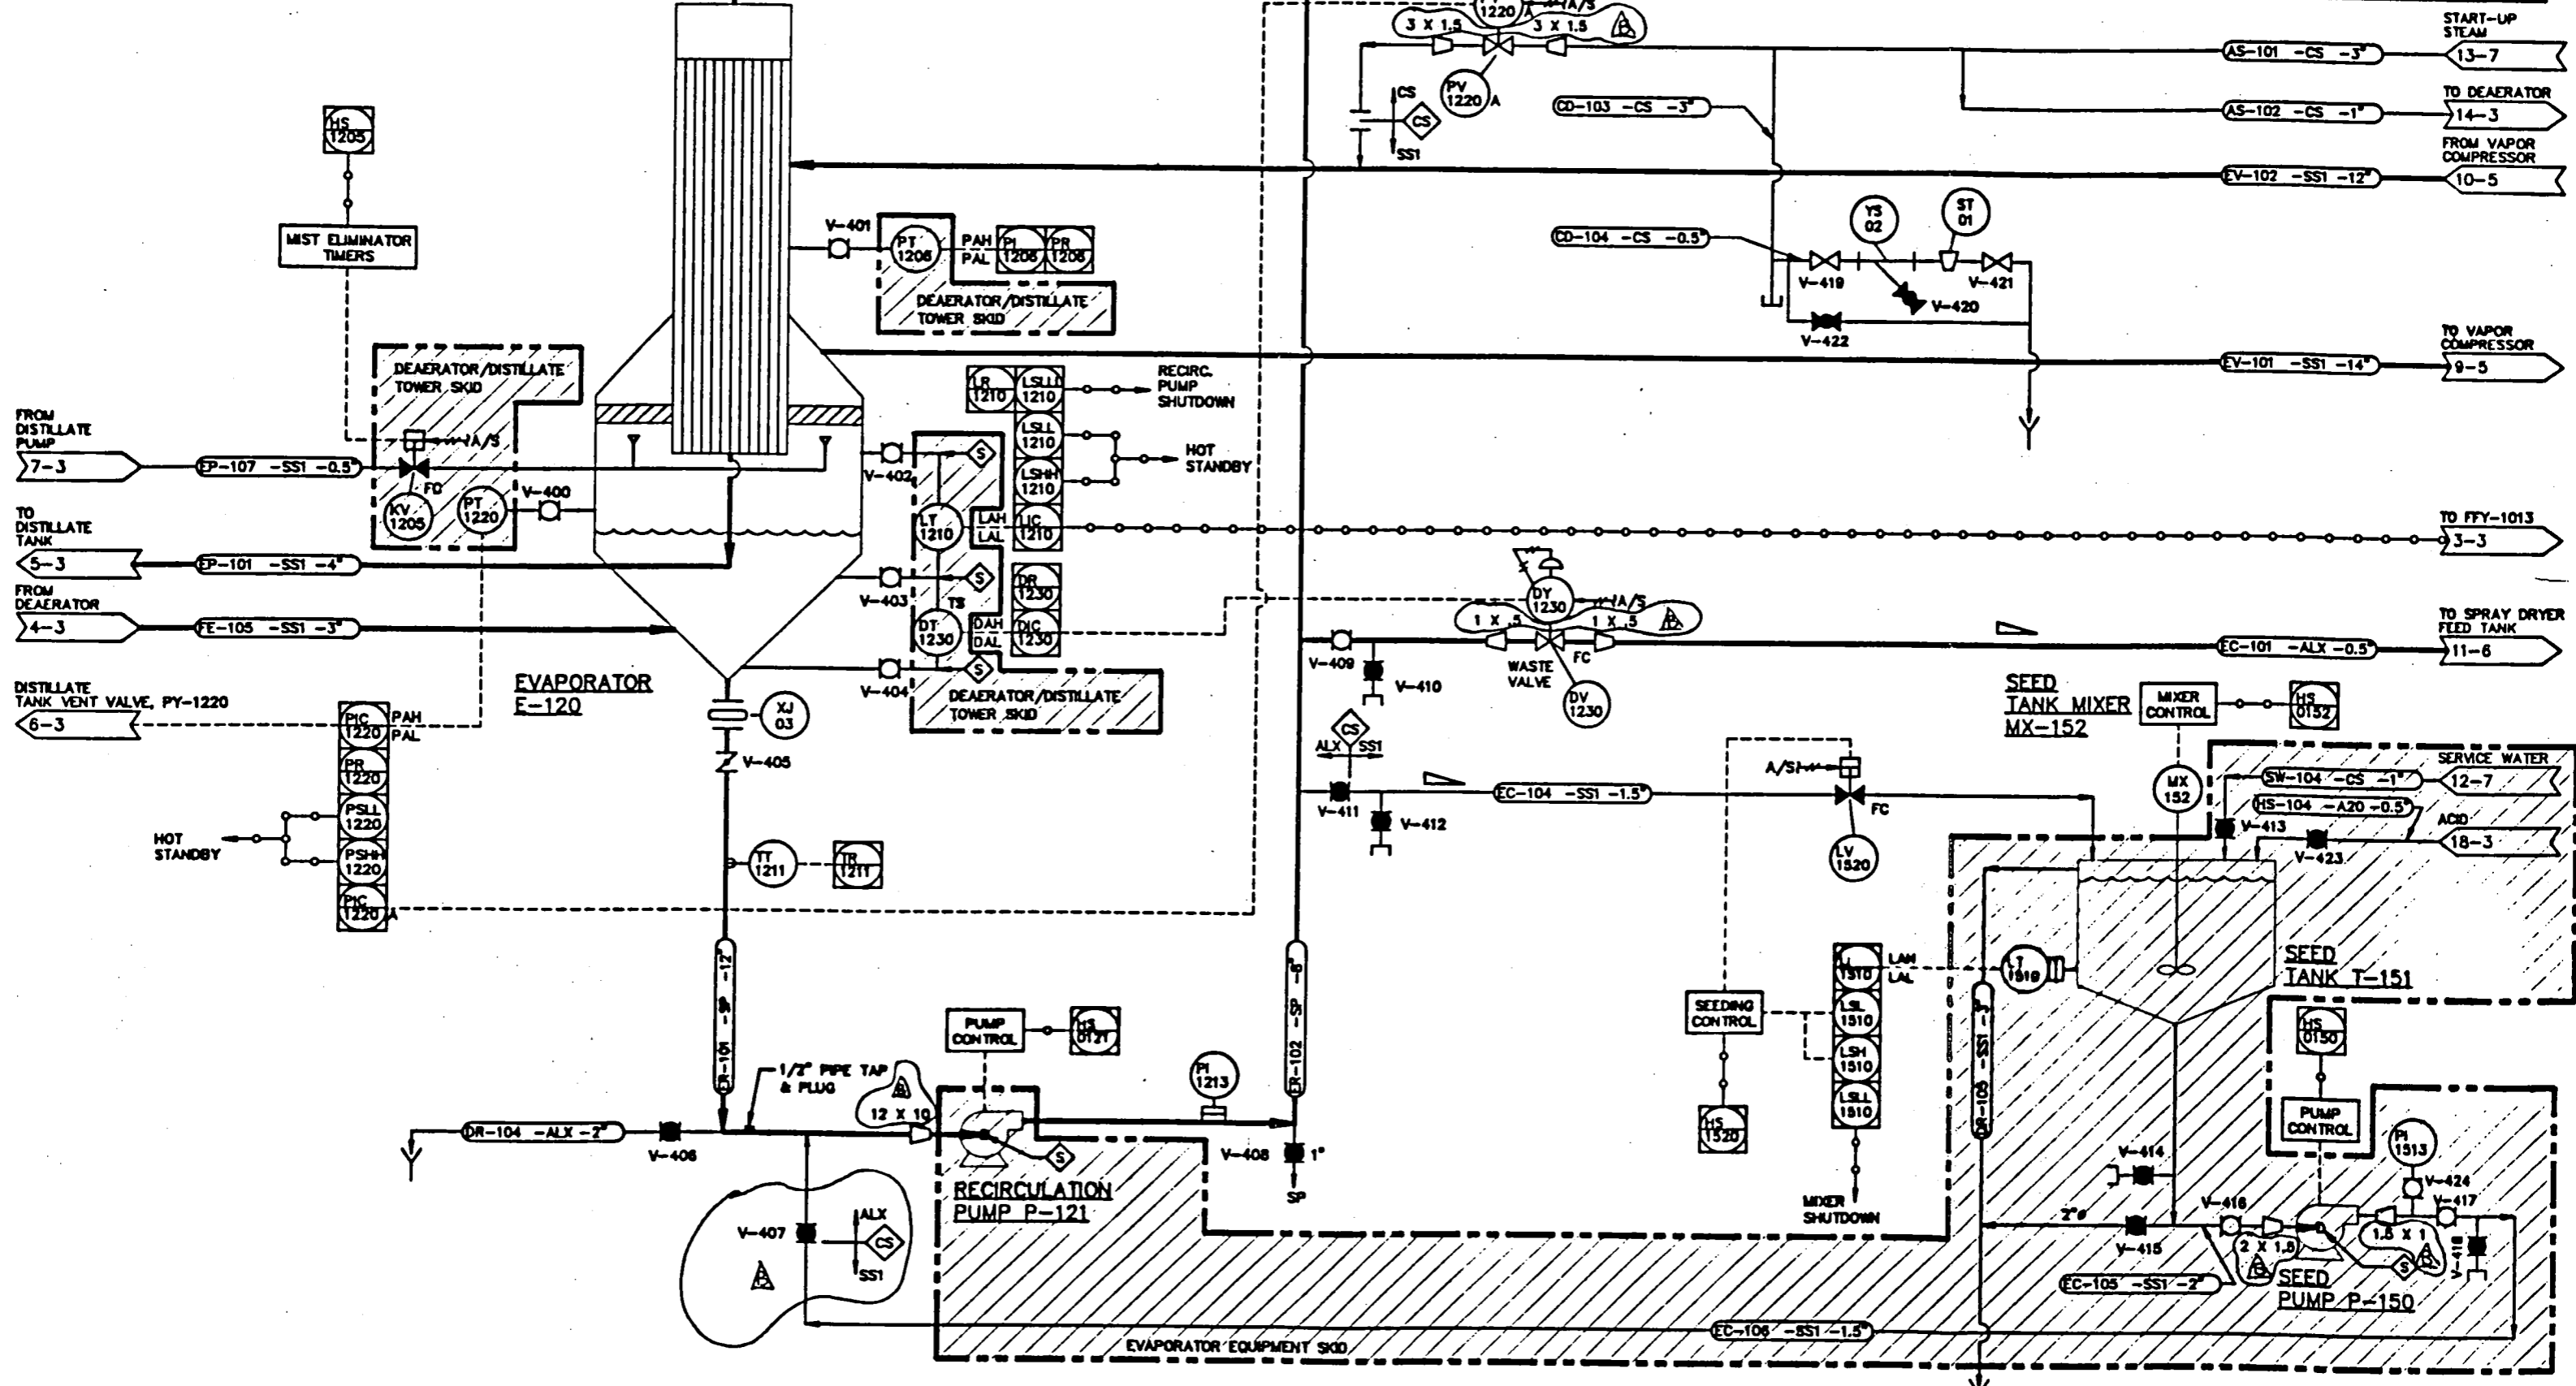 1220
A
A/S
3 X 1.5
3 X 1.5
B
START-UP
STEAM
13-7
AS-101 -CS -3"
PV
1220
A
CS
CS
SS1
CD-103 -CS -3"
AS-102 -CS -1"
TO DEAERATOR
14-3
FROM VAPOR
COMPRESSOR
10-5
EV-102 -SS1 -12"
HS
1205
MIST ELIMINATOR
TIMERS
V-401
PT
1206
PAH
PAL
PI
1206
PR
1206
DEAERATOR/DISTILLATE
TOWER SKID
CD-104 -CS -0.5"
YS
02
ST
01
V-419
V-420
V-421
V-422
TO VAPOR
COMPRESSOR
9-5
EV-101 -SS1 -14"
DEAERATOR/DISTILLATE
TOWER SKID
FROM
DISTILLATE
PUMP
7-3
EP-107 -SS1 -0.5"
A/S
FC
KV
1205
PT
1220
V-400
LR
1210
LSLLL
1210
RECIRC.
PUMP
SHUTDOWN
LSLL
1210
LSHH
1210
HOT
STANDBY
V-402
S
LT
1210
LAH
LAL
LIC
1210
TO FFY-1013
3-3
TO
DISTILLATE
TANK
5-3
EP-101 -SS1 -4"
FROM
DEAERATOR
4-3
FE-105 -SS1 -3"
V-403
S
TS
DT
1230
DAH
DAL
DR
1230
DIC
1230
V-404
S
DEAERATOR/DISTILLATE
TOWER SKID
DY
1230
A/S
1 X .5
1 X .5
B
V-409
V-410
WASTE
VALVE
FC
DV
1230
EC-101 -ALX -0.5"
TO SPRAY DRYER
FEED TANK
11-6
DISTILLATE
TANK VENT VALVE, PY-1220
6-3
EVAPORATOR
E-120
XJ
03
V-405
PIC
1220
PAH
PAL
PR
1220
PSLL
1220
PSHH
1220
PIC
1220
A
HOT
STANDBY
TT
1211
TR
1211
CS
ALX
SS1
V-411
V-412
EC-104 -SS1 -1.5"
A/S
FC
LV
1520
SEED
TANK MIXER
MX-152
MIXER
CONTROL
HS
0152
MX
152
SERVICE WATER
12-7
SW-104 -CS -1"
HS-104 -A20 -0.5"
ACID
18-3
V-413
V-423
SEED
TANK T-151
LI
1510
LAH
LAL
LT
1510
LSL
1510
LSH
1510
LSLL
1510
SEEDING
CONTROL
HS
1520
MIXER
SHUTDOWN
ER-101 -SP -12"
ER-102 -SP -8"
DR-105 -SS1 -3"
1/2" PIPE TAP
& PLUG
12 X 10
B
PUMP
CONTROL
HS
0121
PI
1213
DR-104 -ALX -2"
V-406
S
RECIRCULATION
PUMP P-121
V-408
1"
SP
V-407
ALX
CS
SS1
B
HS
0150
PUMP
CONTROL
PI
1513
V-424
V-417
V-414
2"ø
V-415
V-416
2 X 1.5
B
1.5 X 1
B
S
V-418
EC-105 -SS1 -2"
SEED
PUMP P-150
EC-106 -SS1 -1.5"
EVAPORATOR EQUIPMENT SKID